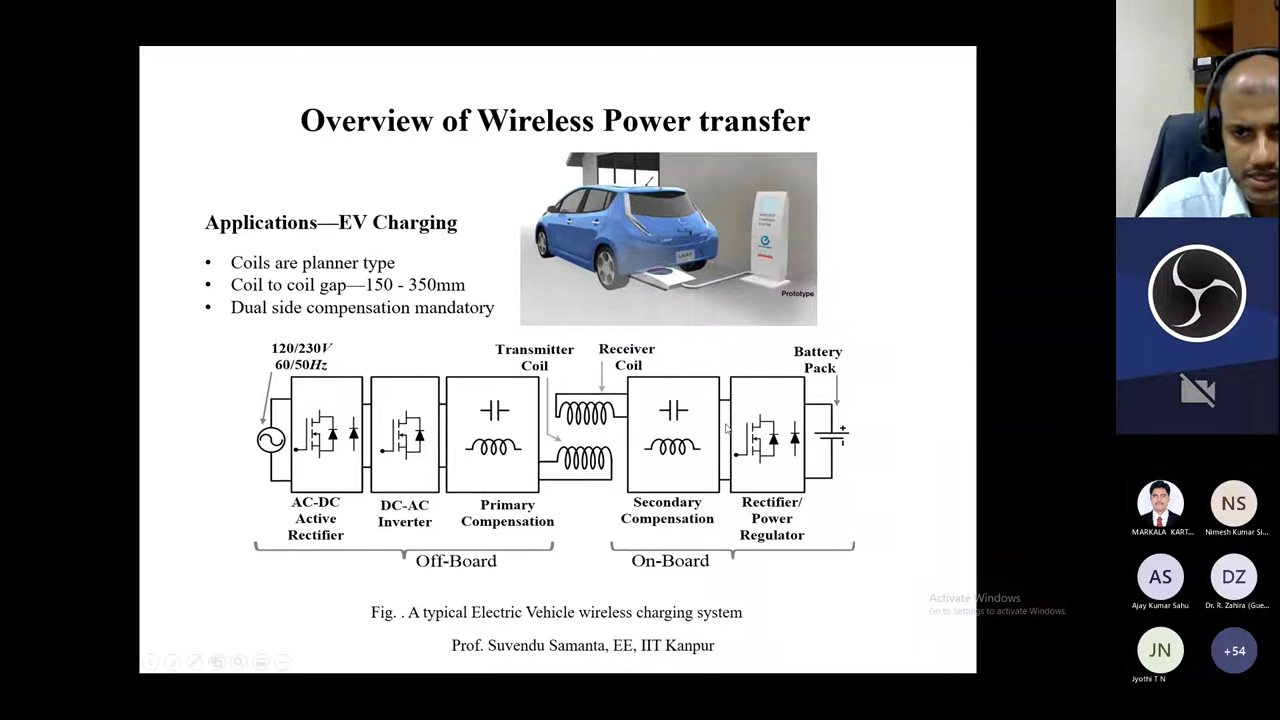 Overview of Wireless Power transfer
Applications—EV Charging
• Coils are planner type
• Coil to coil gap—150 - 350mm
• Dual side compensation mandatory
Prototype
120/230V
60/50Hz
Transmitter
Coil
Receiver
Coil
Battery
Pack
+
AC-DC
Active
Rectifier
DC-AC
Inverter
Primary
Compensation
Secondary
Compensation
Rectifier/
Power
Regulator
Off-Board
On-Board
Fig. . A typical Electric Vehicle wireless charging system
Prof. Suvendu Samanta, EE, IIT Kanpur
Activate Windows
Go to Settings to activate Windows.
MARKALA KART...
NS
Nimesh Kumar Si...
AS
Ajay Kumar Sahu
DZ
Dr. R. Zahira (Gue...
JN
Jyothi T N
+54